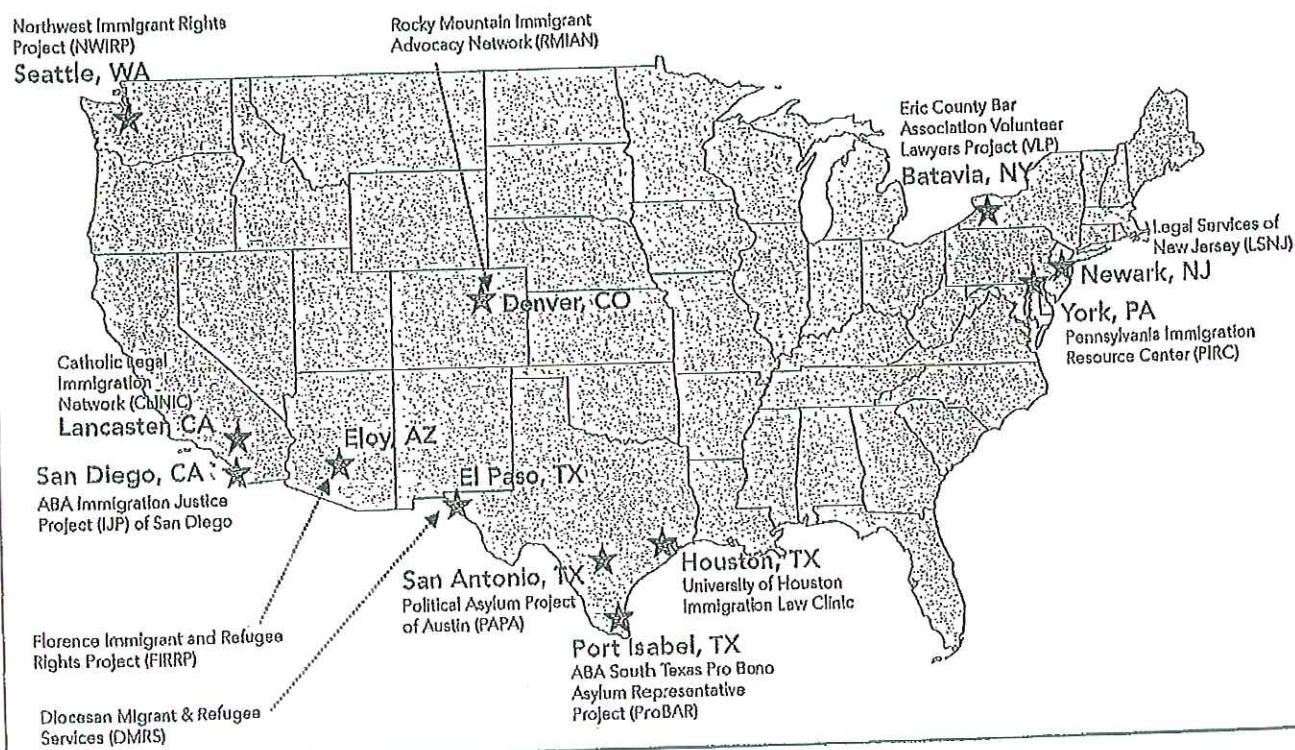 Northwest Immigrant Rights
Project (NWIRP)
Seattle, WA
Rocky Mountain Immigrant
Advocacy Network (RMIAN)
Eric County Bar
Association Volunteer
Lawyers Project (VLP)
Batavia, NY
Legal Services of
New Jersey (LSNJ)
Newark, NJ
York, PA
Pennsylvania Immigration
Resource Center (PIRC)
Denver, CO
Catholic Legal
Immigration
Network (CLINIC)
Lancaster, CA
San Diego, CA
ABA Immigration Justice
Project (IJP) of San Diego
Eloy, AZ
El Paso, TX
San Antonio, TX
Political Asylum Project
of Austin (PAPA)
Houston, TX
University of Houston
Immigration Law Clinic
Port Isabel, TX
ABA South Texas Pro Bono
Asylum Representative
Project (ProBAR)
Florence Immigrant and Refugee
Rights Project (FIRRP)
Diocesan Migrant & Refugee
Services (DMRS)